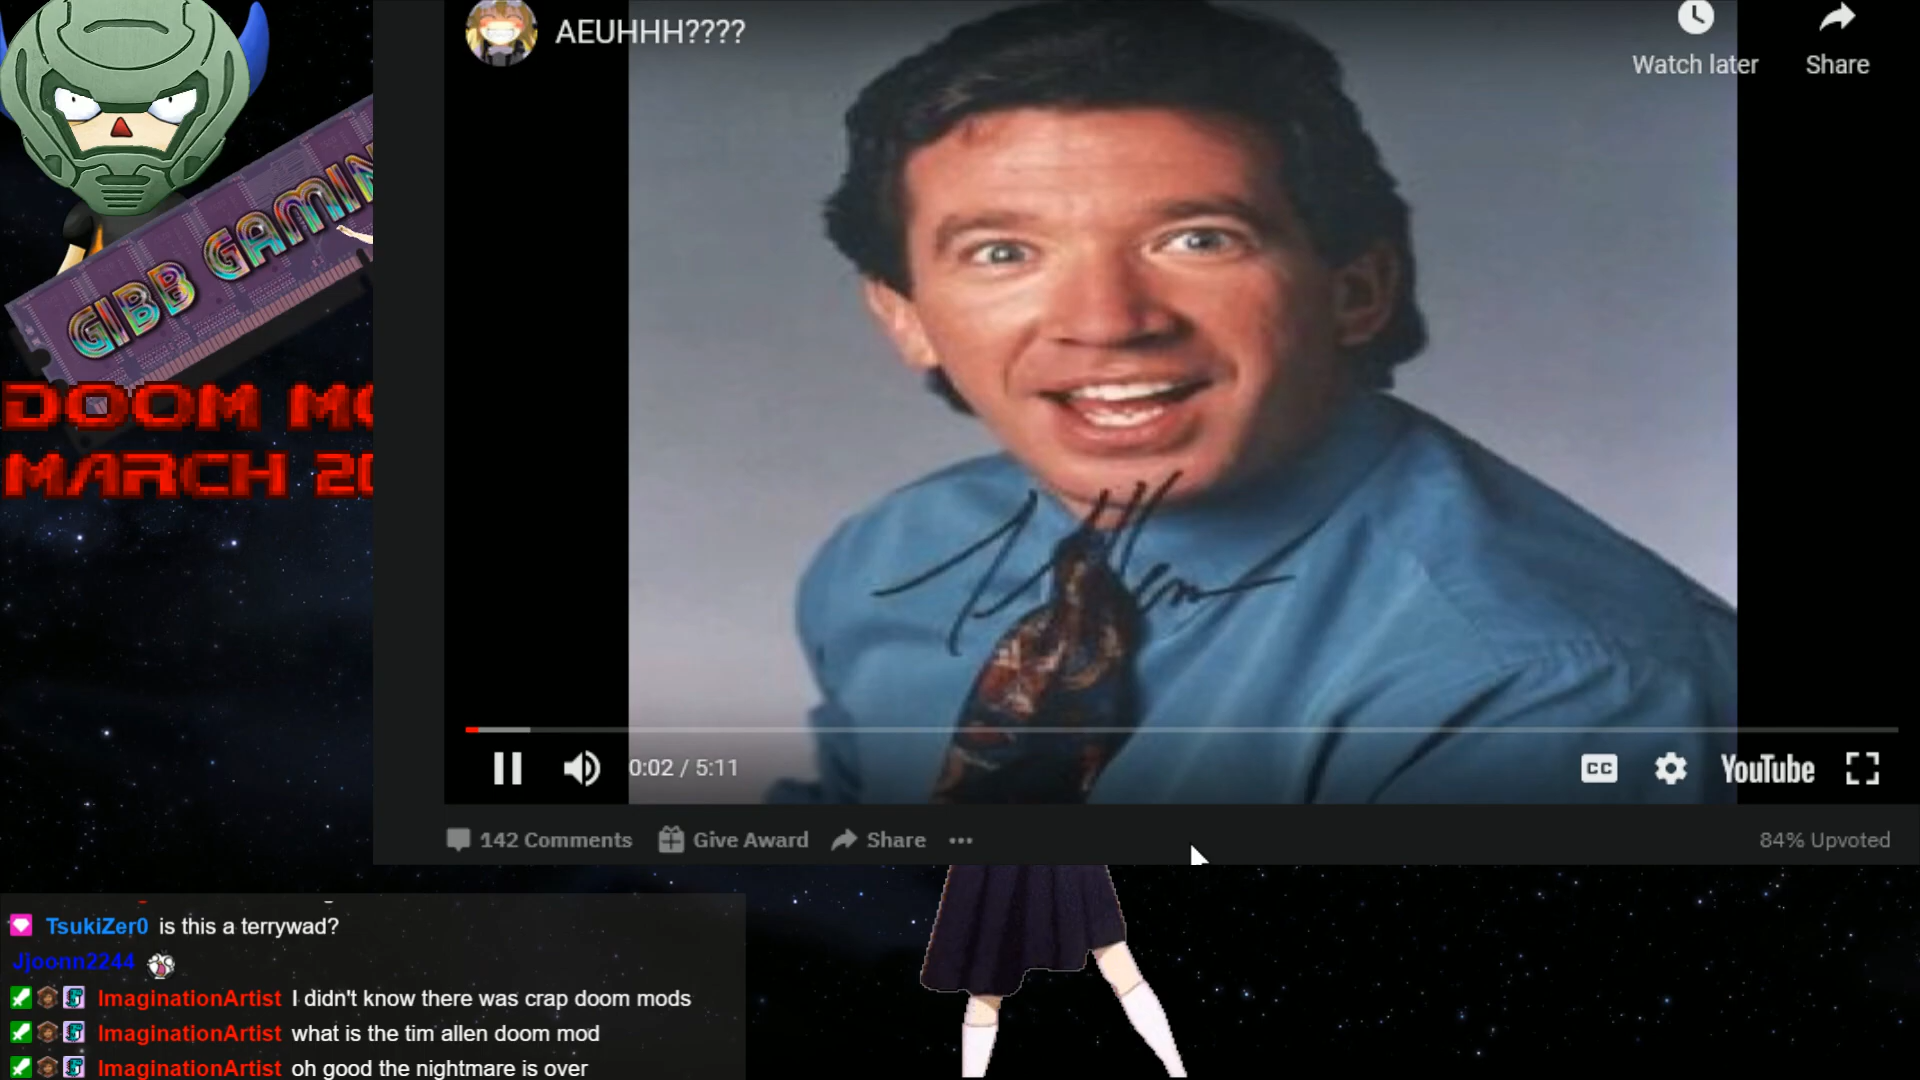 AEUHHH????
Watch later
Share
GIBB GAMIN
DOOM MO
MARCH 20
0:02 / 5:11
CC
YouTube
142 Comments
Give Award
Share
84% Upvoted
TsukiZer0 is this a terrywad?
Jjoonn2244
ImaginationArtist I didn't know there was crap doom mods
ImaginationArtist what is the tim allen doom mod
ImaginationArtist oh good the nightmare is over